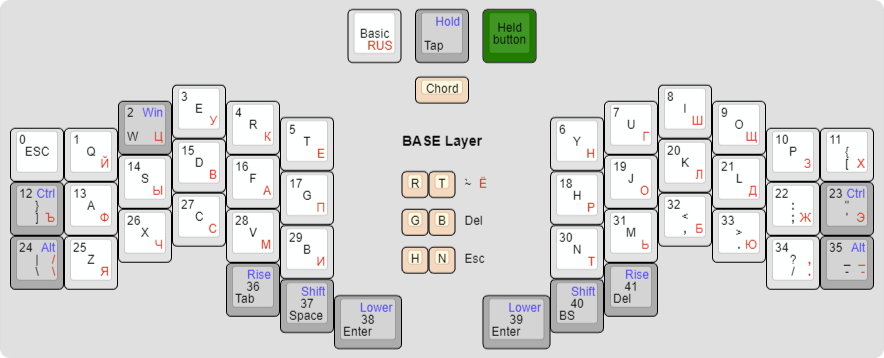 Basic
RUS
Hold
Tap
Held
button
Chord
BASE Layer
R T ~ Ё
G B Del
H N Esc
0
ESC
1
Q Й
2 Win
W Ц
3
E
У
4
R
К
5
T
Е
6
Y
Н
7
U
Г
8
I
Ш
9
O
Щ
10
P
З
11
{
[ Х
12 Ctrl
}
] Ъ
13
A
Ф
14
S
Ы
15
D
В
16
F
А
17
G
П
18
H
Р
19
J
О
20
K
Л
21
L
Д
22
:
; Ж
23 Ctrl
"
' Э
24 Alt
| /
\ \
25
Z
Я
26
X
Ч
27
C
С
28
V
М
29
B
И
30
N
Т
31
M
Ь
32
<
, Б
33
>
. Ю
34
? ,
/ .
35 Alt
_ _
- -
Rise
36
Tab
Shift
37
Space
Lower
38
Enter
Lower
39
Enter
Shift
40
BS
Rise
41
Del